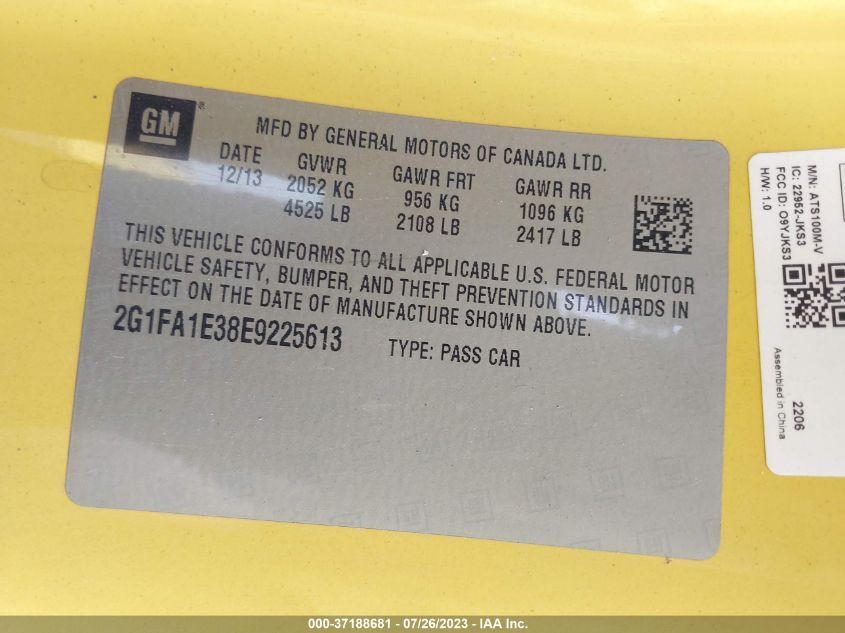 GM®
MFD BY GENERAL MOTORS OF CANADA LTD.
DATE GVWR GAWR FRT GAWR RR
12/13 2052 KG 956 KG 1096 KG
4525 LB 2108 LB 2417 LB
THIS VEHICLE CONFORMS TO ALL APPLICABLE U.S. FEDERAL MOTOR
VEHICLE SAFETY, BUMPER, AND THEFT PREVENTION STANDARDS IN
EFFECT ON THE DATE OF MANUFACTURE SHOWN ABOVE.
2G1FA1E38E9225613 TYPE: PASS CAR
M/N: ATS100M-V
IC: 22952-JKS3
FCC ID: O9YJKS3
H/W: 1.0
2206
Assembled in China
000-37188681 - 07/26/2023 - © IAA, Inc.